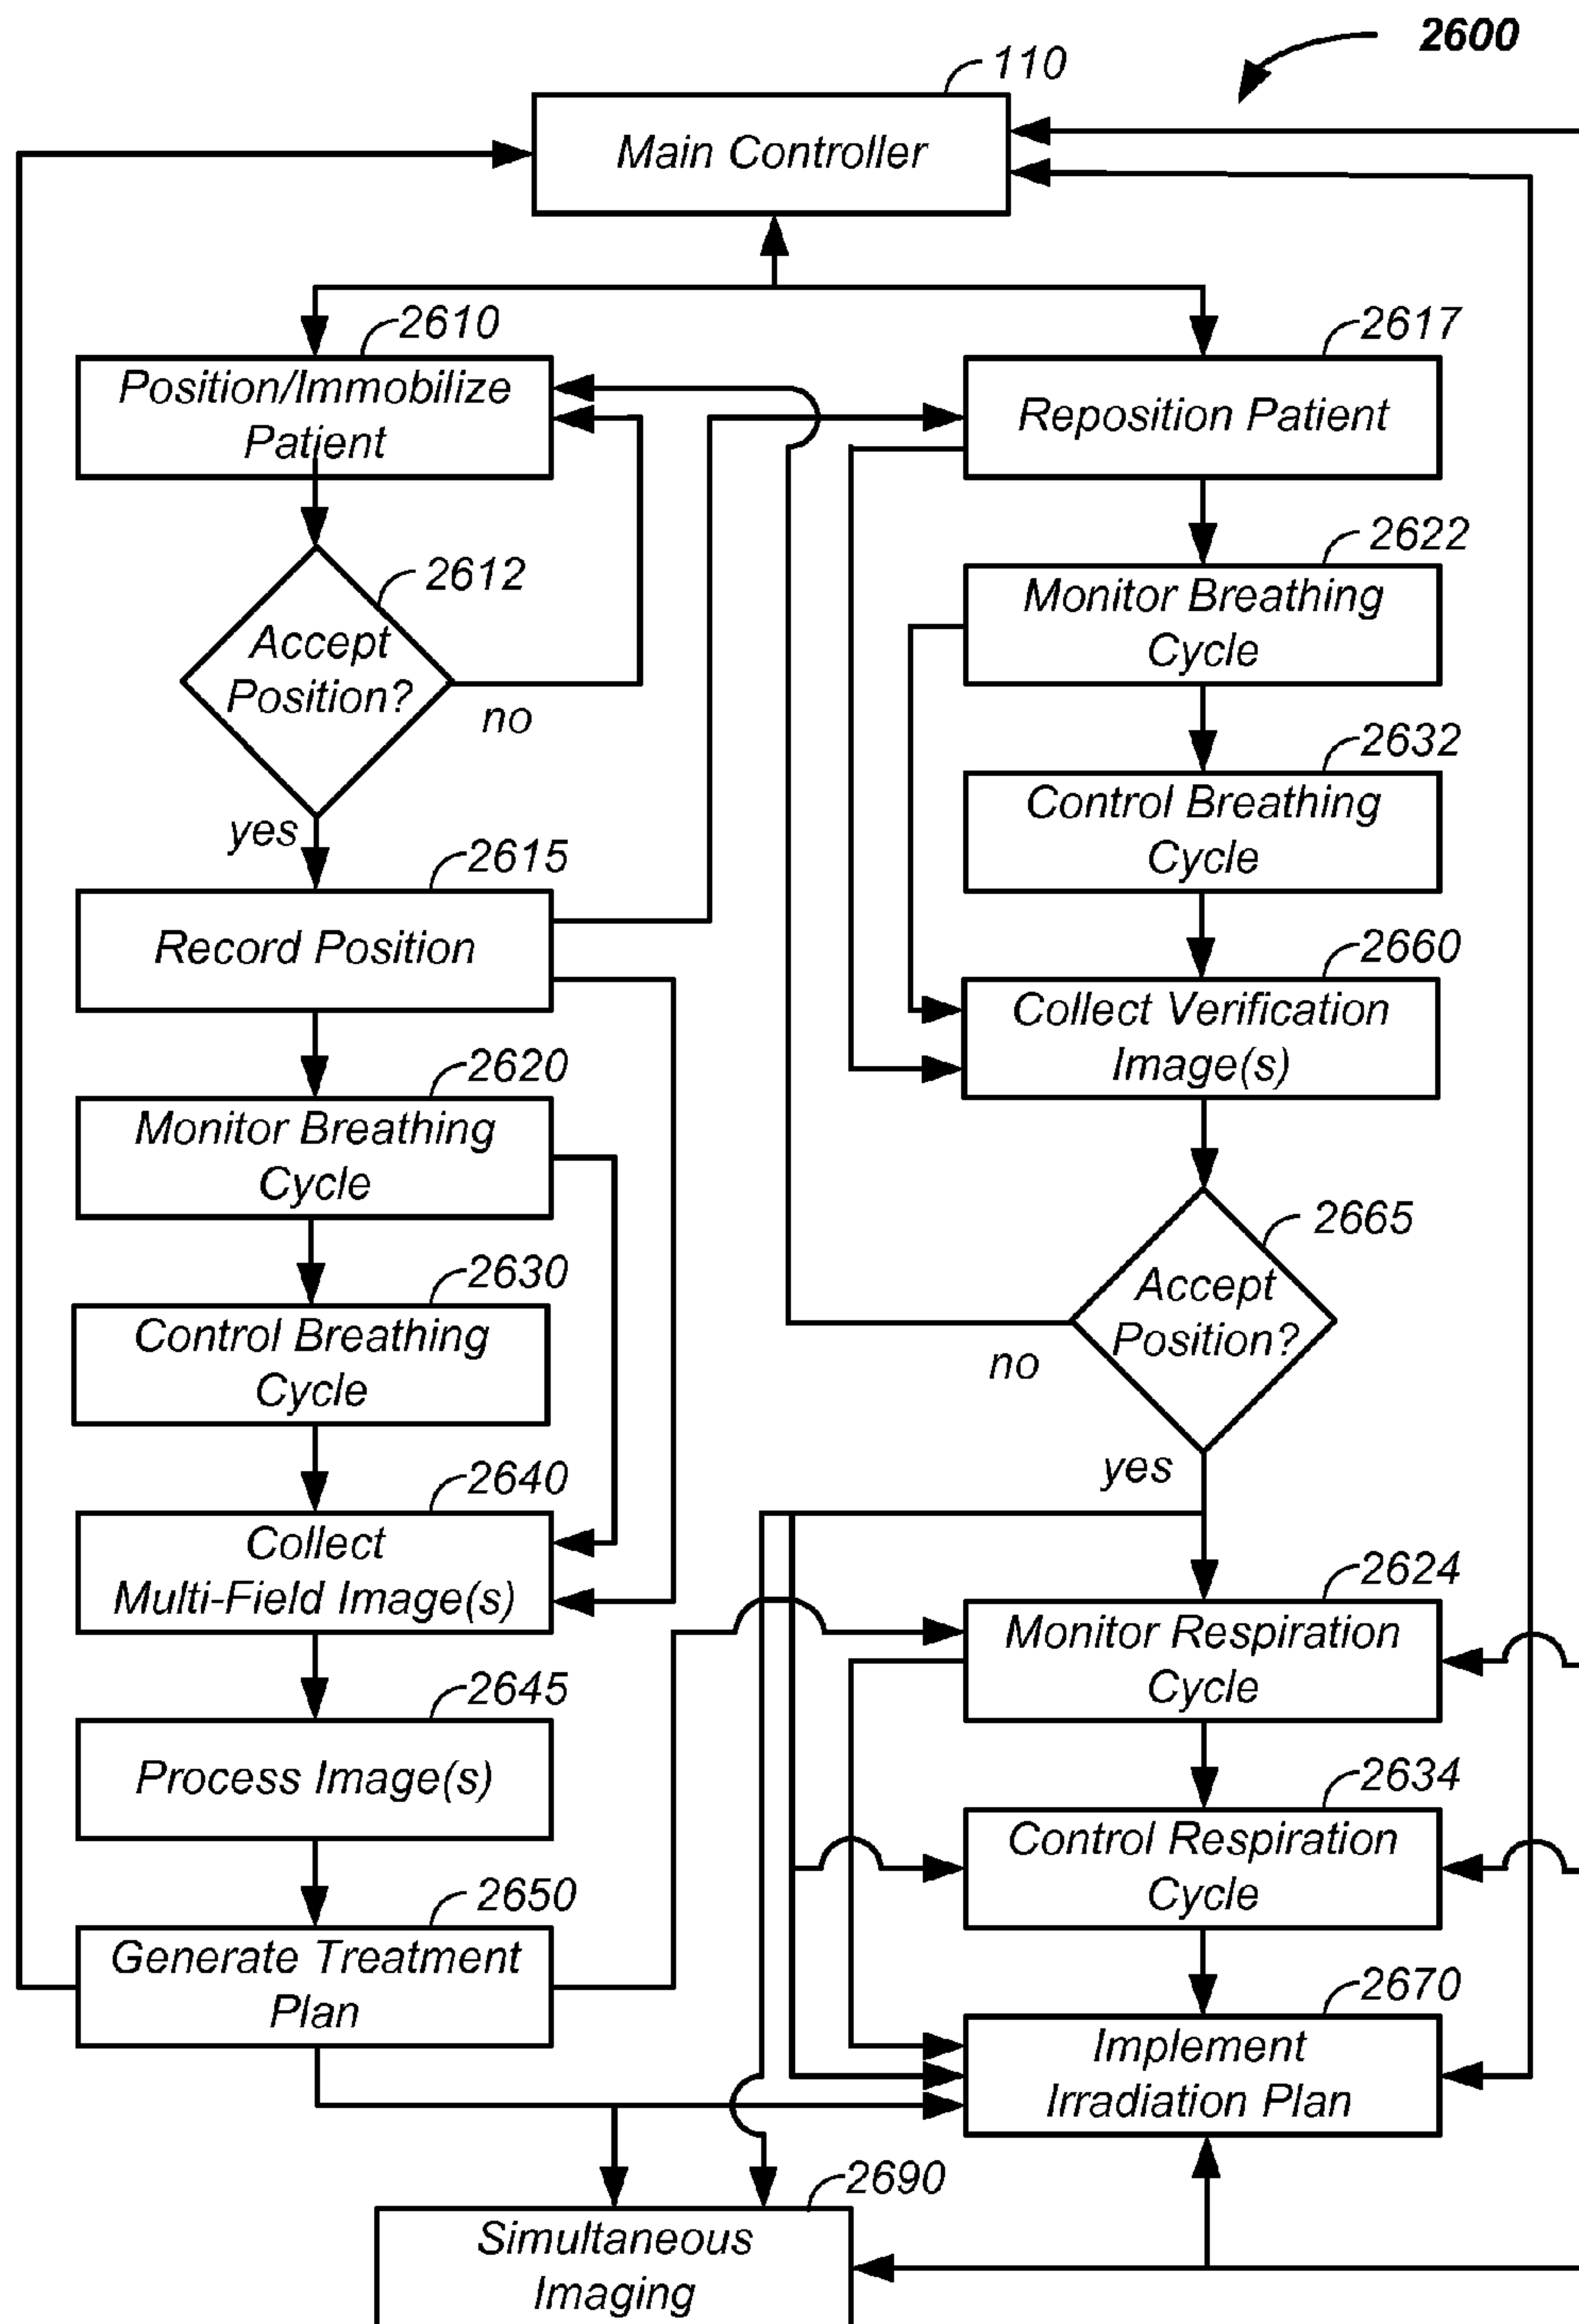 2600
110
Main Controller
2610
Position/Immobilize
Patient
2612
Accept
Position?
no
yes
2615
Record Position
2620
Monitor Breathing
Cycle
2630
Control Breathing
Cycle
2640
Collect
Multi-Field Image(s)
2645
Process Image(s)
2650
Generate Treatment
Plan
2617
Reposition Patient
2622
Monitor Breathing
Cycle
2632
Control Breathing
Cycle
2660
Collect Verification
Image(s)
2665
Accept
Position?
no
yes
2624
Monitor Respiration
Cycle
2634
Control Respiration
Cycle
2670
Implement
Irradiation Plan
2690
Simultaneous
Imaging